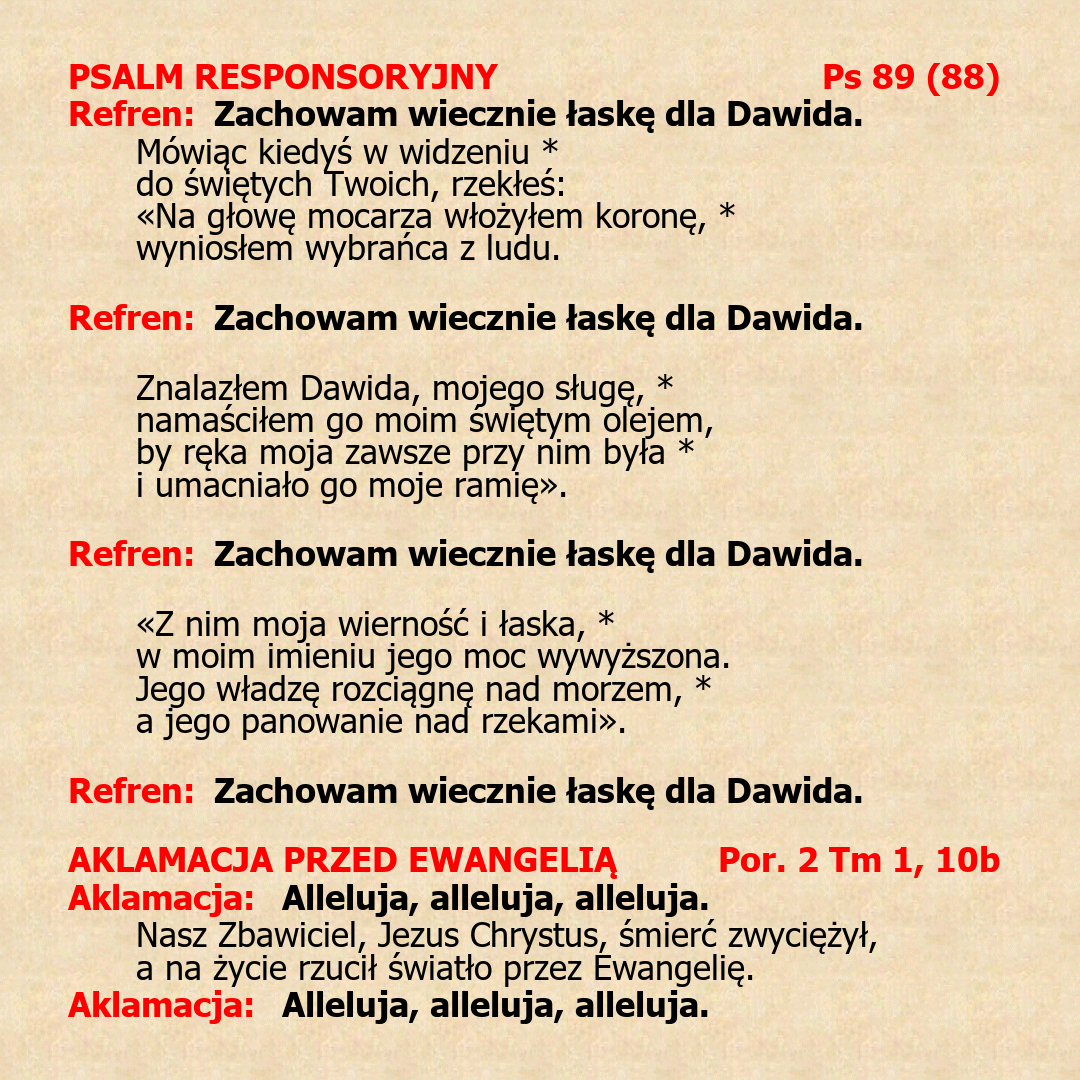 PSALM RESPONSORYJNY Ps 89 (88)
Refren: Zachowam wiecznie łaskę dla Dawida.
Mówiąc kiedyś w widzeniu *
do świętych Twoich, rzekłeś:
«Na głowę mocarza włożyłem koronę, *
wyniosłem wybrańca z ludu.
Refren: Zachowam wiecznie łaskę dla Dawida.
Znalazłem Dawida, mojego sługę, *
namaściłem go moim świętym olejem,
by ręka moja zawsze przy nim była *
i umacniało go moje ramię».
Refren: Zachowam wiecznie łaskę dla Dawida.
«Z nim moja wierność i łaska, *
w moim imieniu jego moc wywyższona.
Jego władzę rozciągnę nad morzem, *
a jego panowanie nad rzekami».
Refren: Zachowam wiecznie łaskę dla Dawida.
AKLAMACJA PRZED EWANGELIĄ Por. 2 Tm 1, 10b
Aklamacja: Alleluja, alleluja, alleluja.
Nasz Zbawiciel, Jezus Chrystus, śmierć zwyciężył,
a na życie rzucił światło przez Ewangelię.
Aklamacja: Alleluja, alleluja, alleluja.